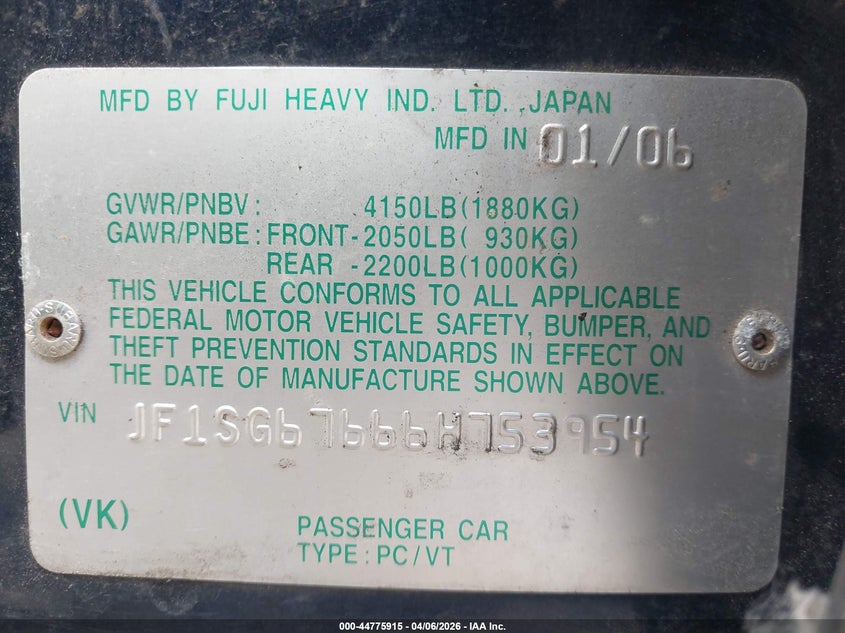 MFD BY FUJI HEAVY IND. LTD. JAPAN
MFD IN 01/06
GVWR/PNBV: 4150LB(1880KG)
GAWR/PNBE: FRONT-2050LB( 930KG)
REAR -2200LB(1000KG)
THIS VEHICLE CONFORMS TO ALL APPLICABLE
FEDERAL MOTOR VEHICLE SAFETY, BUMPER, AND
THEFT PREVENTION STANDARDS IN EFFECT ON
THE DATE OF MANUFACTURE SHOWN ABOVE.
VIN JF1SG67666H753954
(VK)
PASSENGER CAR
TYPE:PC/VT
000-44775915 - 04/06/2026 - IAA Inc.